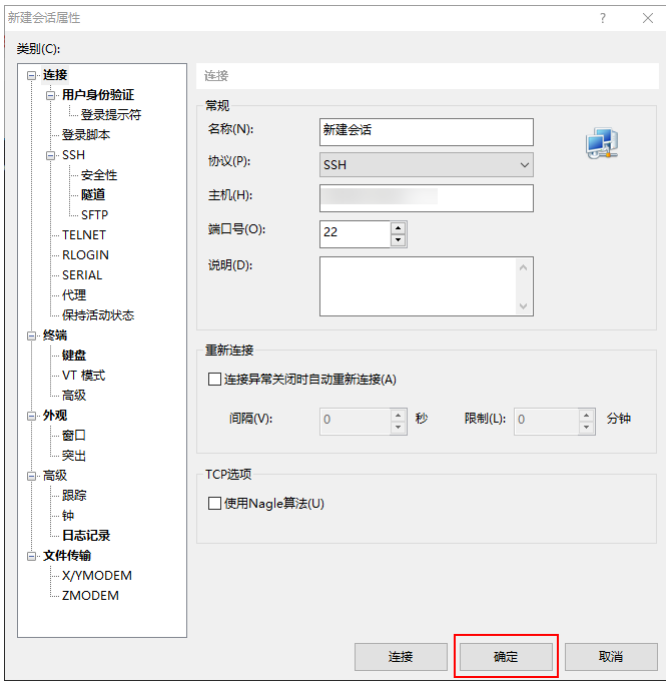 新建会话属性
?
类别(C):
连接
用户身份验证
登录提示符
登录脚本
SSH
安全性
隧道
SFTP
TELNET
RLOGIN
SERIAL
代理
保持活动状态
终端
键盘
VT 模式
高级
外观
窗口
突出
高级
跟踪
钟
日志记录
文件传输
X/YMODEM
ZMODEM
连接
常规
名称(N): 新建会话
协议(P): SSH
主机(H):
端口号(O): 22
说明(D):
重新连接
连接异常关闭时自动重新连接(A)
间隔(V): 0 秒 限制(L): 0 分钟
TCP选项
使用Nagle算法(U)
连接 确定 取消